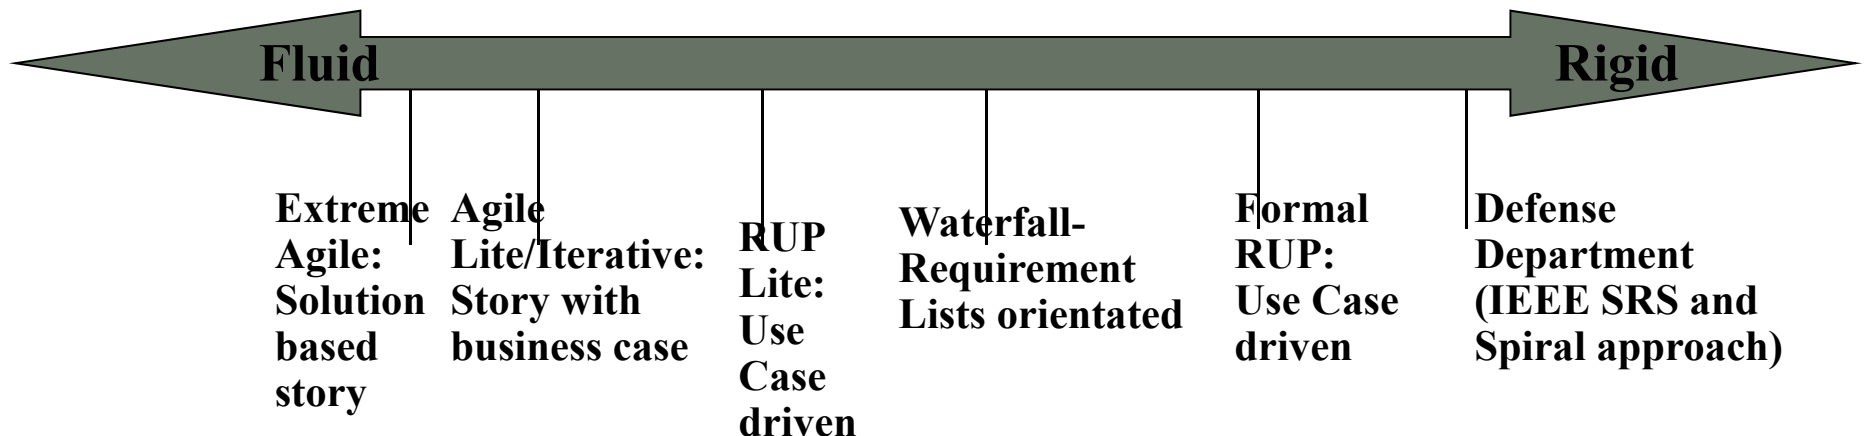 Fluid
Rigid
Extreme
Agile:
Solution
based
story
Agile
Lite/Iterative:
Story with
business case
RUP
Lite:
Use
Case
driven
Waterfall-
Requirement
Lists orientated
Formal
RUP:
Use Case
driven
Defense
Department
(IEEE SRS and
Spiral approach)